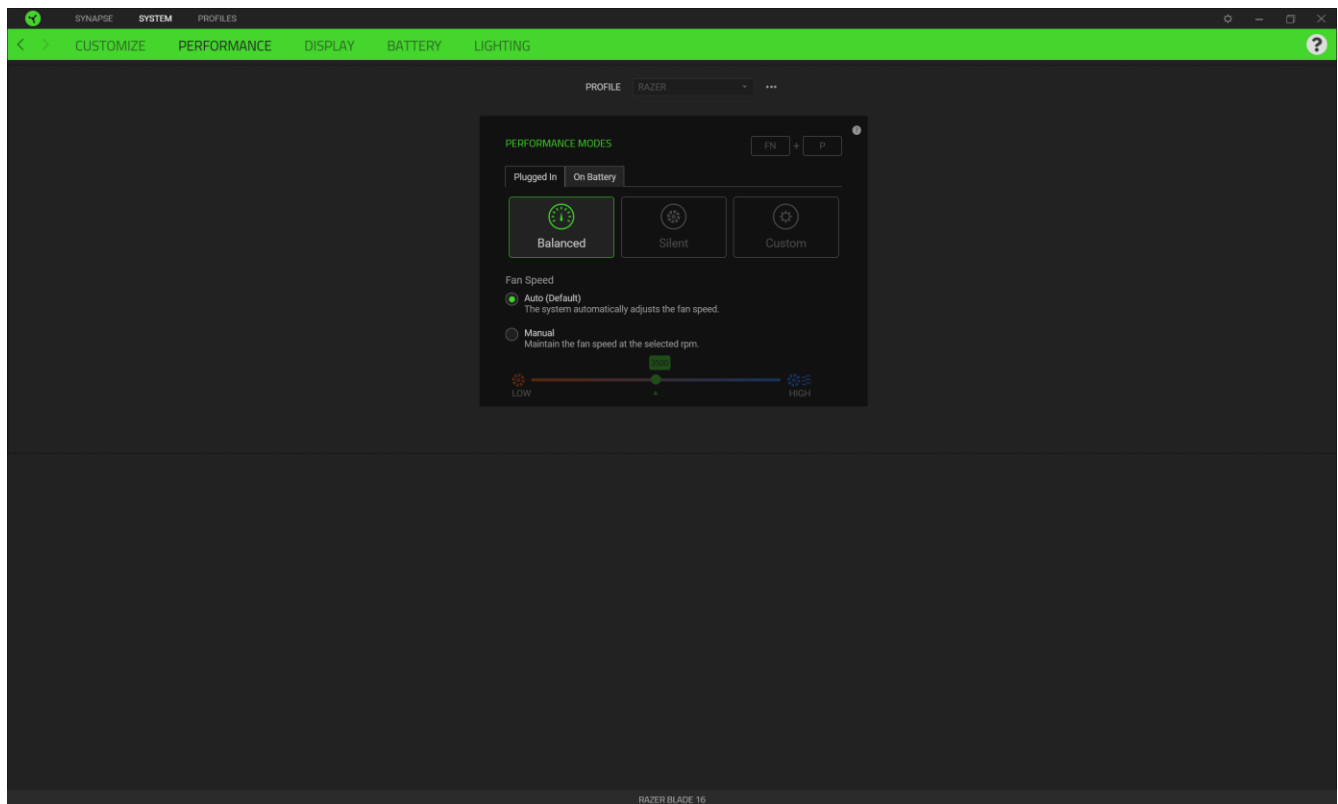 SYNAPSE SYSTEM PROFILES
CUSTOMIZE PERFORMANCE DISPLAY BATTERY LIGHTING
?
PROFILE RAZER
?
PERFORMANCE MODES FN + P
Plugged In On Battery
Balanced Silent Custom
Fan Speed
Auto (Default)
The system automatically adjusts the fan speed.
Manual
Maintain the fan speed at the selected rpm.
3500
LOW HIGH
RAZER BLADE 16